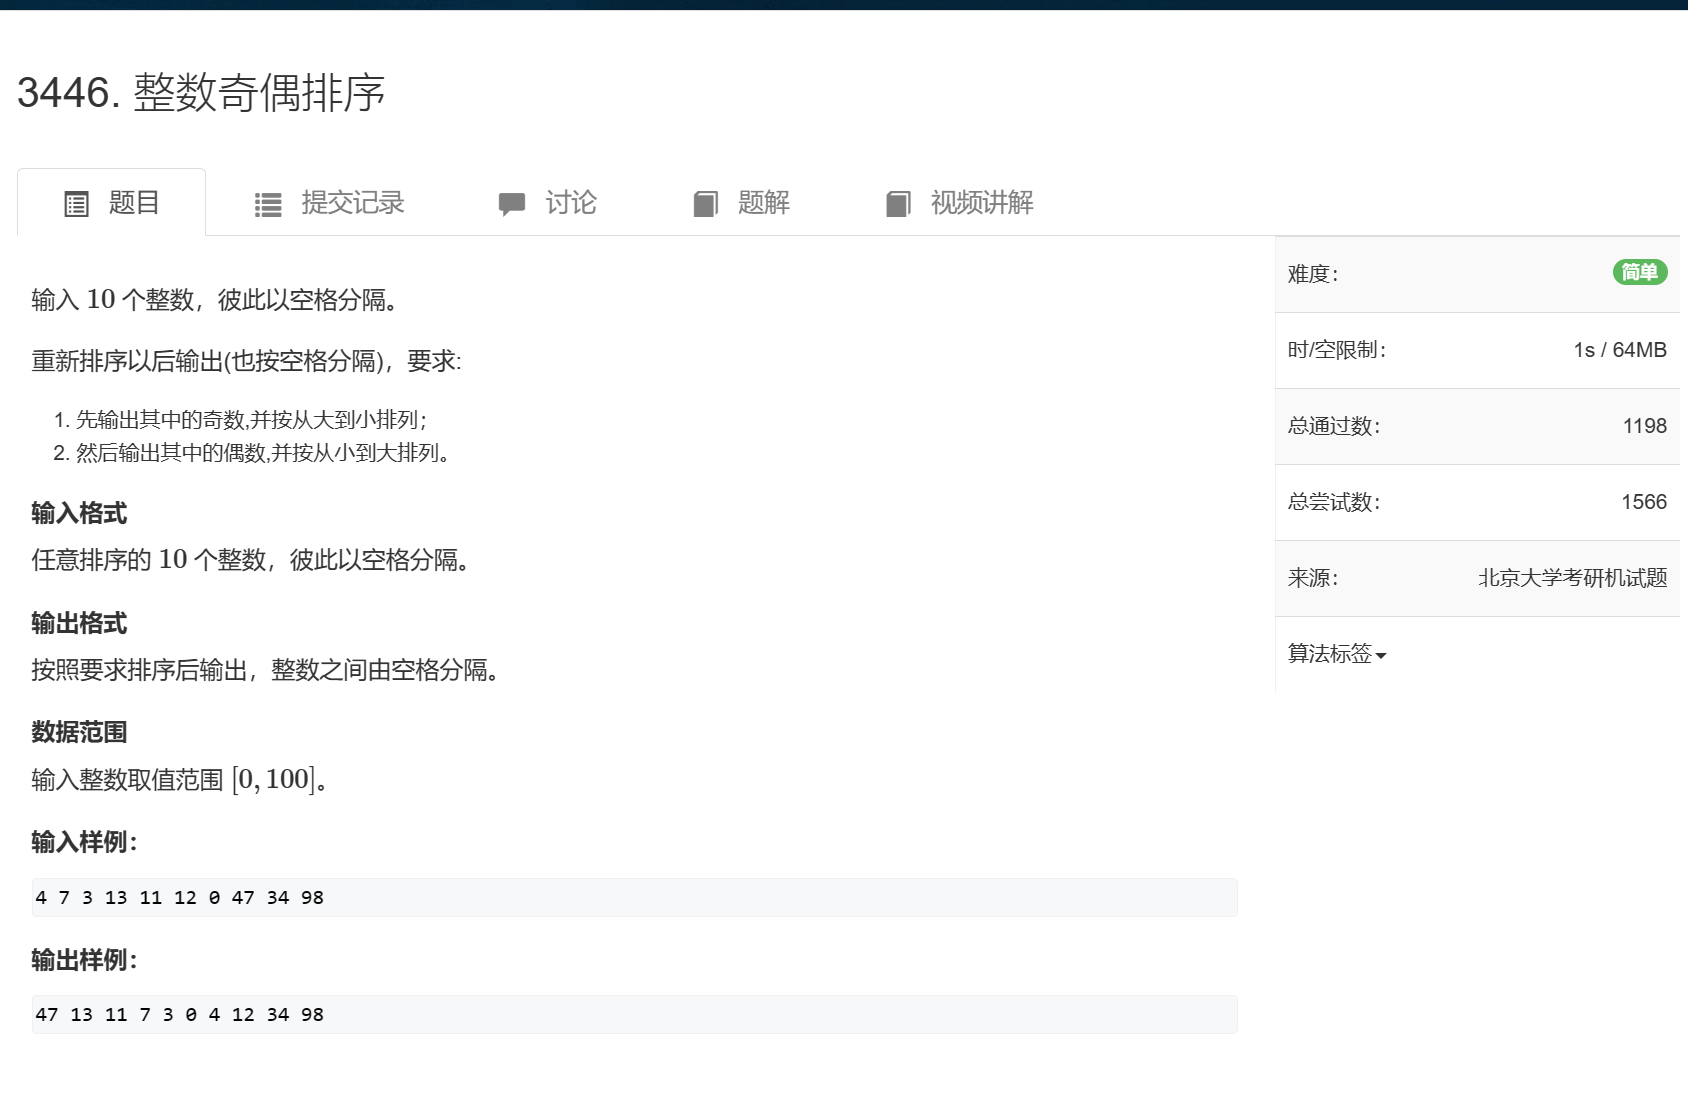 3446. 整数奇偶排序
题目 提交记录 讨论 题解 视频讲解
输入 10 个整数，彼此以空格分隔。
重新排序以后输出(也按空格分隔)，要求:
1. 先输出其中的奇数,并按从大到小排列；
2. 然后输出其中的偶数,并按从小到大排列。
输入格式
任意排序的 10 个整数，彼此以空格分隔。
输出格式
按照要求排序后输出，整数之间由空格分隔。
数据范围
输入整数取值范围 [0, 100]。
输入样例：
4 7 3 13 11 12 0 47 34 98
输出样例：
47 13 11 7 3 0 4 12 34 98
难度： 简单
时/空限制： 1s / 64MB
总通过数： 1198
总尝试数： 1566
来源： 北京大学考研机试题
算法标签